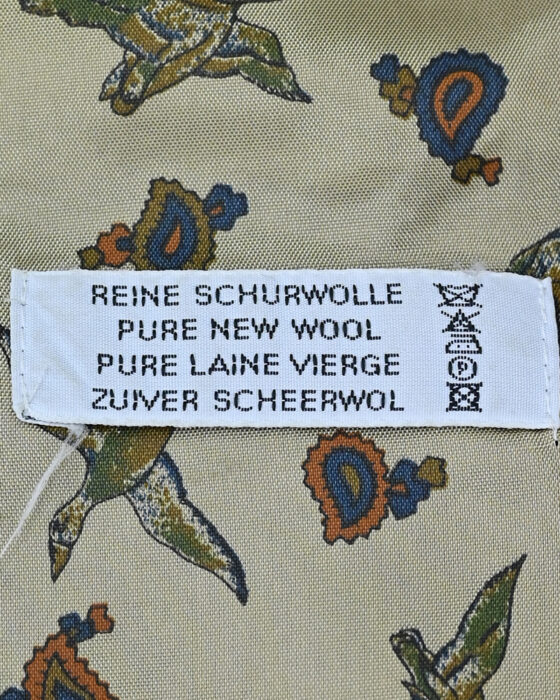 REINE SCHURWOLLE
PURE NEW WOOL
PURE LAINE VIERGE
ZUIVER SCHEERWOL
P